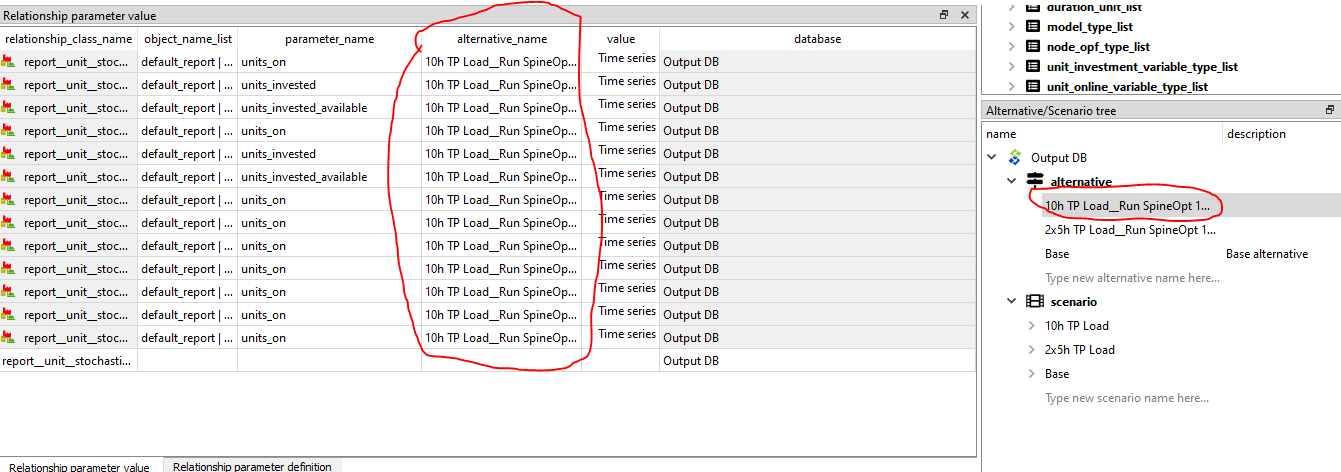 Relationship parameter value
relationship_class_name object_name_list parameter_name alternative_name value database
report__unit__stoc... default_report | ... units_on 10h TP Load__Run SpineOp... Time series Output DB
report__unit__stoc... default_report | ... units_invested 10h TP Load__Run SpineOp... Time series Output DB
report__unit__stoc... default_report | ... units_invested_available 10h TP Load__Run SpineOp... Time series Output DB
report__unit__stoc... default_report | ... units_on 10h TP Load__Run SpineOp... Time series Output DB
report__unit__stoc... default_report | ... units_invested 10h TP Load__Run SpineOp... Time series Output DB
report__unit__stoc... default_report | ... units_invested_available 10h TP Load__Run SpineOp... Time series Output DB
report__unit__stoc... default_report | ... units_on 10h TP Load__Run SpineOp... Time series Output DB
report__unit__stoc... default_report | ... units_on 10h TP Load__Run SpineOp... Time series Output DB
report__unit__stoc... default_report | ... units_on 10h TP Load__Run SpineOp... Time series Output DB
report__unit__stoc... default_report | ... units_on 10h TP Load__Run SpineOp... Time series Output DB
report__unit__stoc... default_report | ... units_on 10h TP Load__Run SpineOp... Time series Output DB
report__unit__stoc... default_report | ... units_on 10h TP Load__Run SpineOp... Time series Output DB
report__unit__stoc... default_report | ... units_on 10h TP Load__Run SpineOp... Time series Output DB
report__unit__stochasti... Output DB
Relationship parameter value Relationship parameter definition
duration_unit_list
model_type_list
node_opf_type_list
unit_investment_variable_type_list
unit_online_variable_type_list
Alternative/Scenario tree
name description
Output DB
alternative
10h TP Load__Run SpineOpt 1...
2x5h TP Load__Run SpineOpt 1...
Base Base alternative
Type new alternative name here...
scenario
10h TP Load
2x5h TP Load
Base
Type new scenario name here...